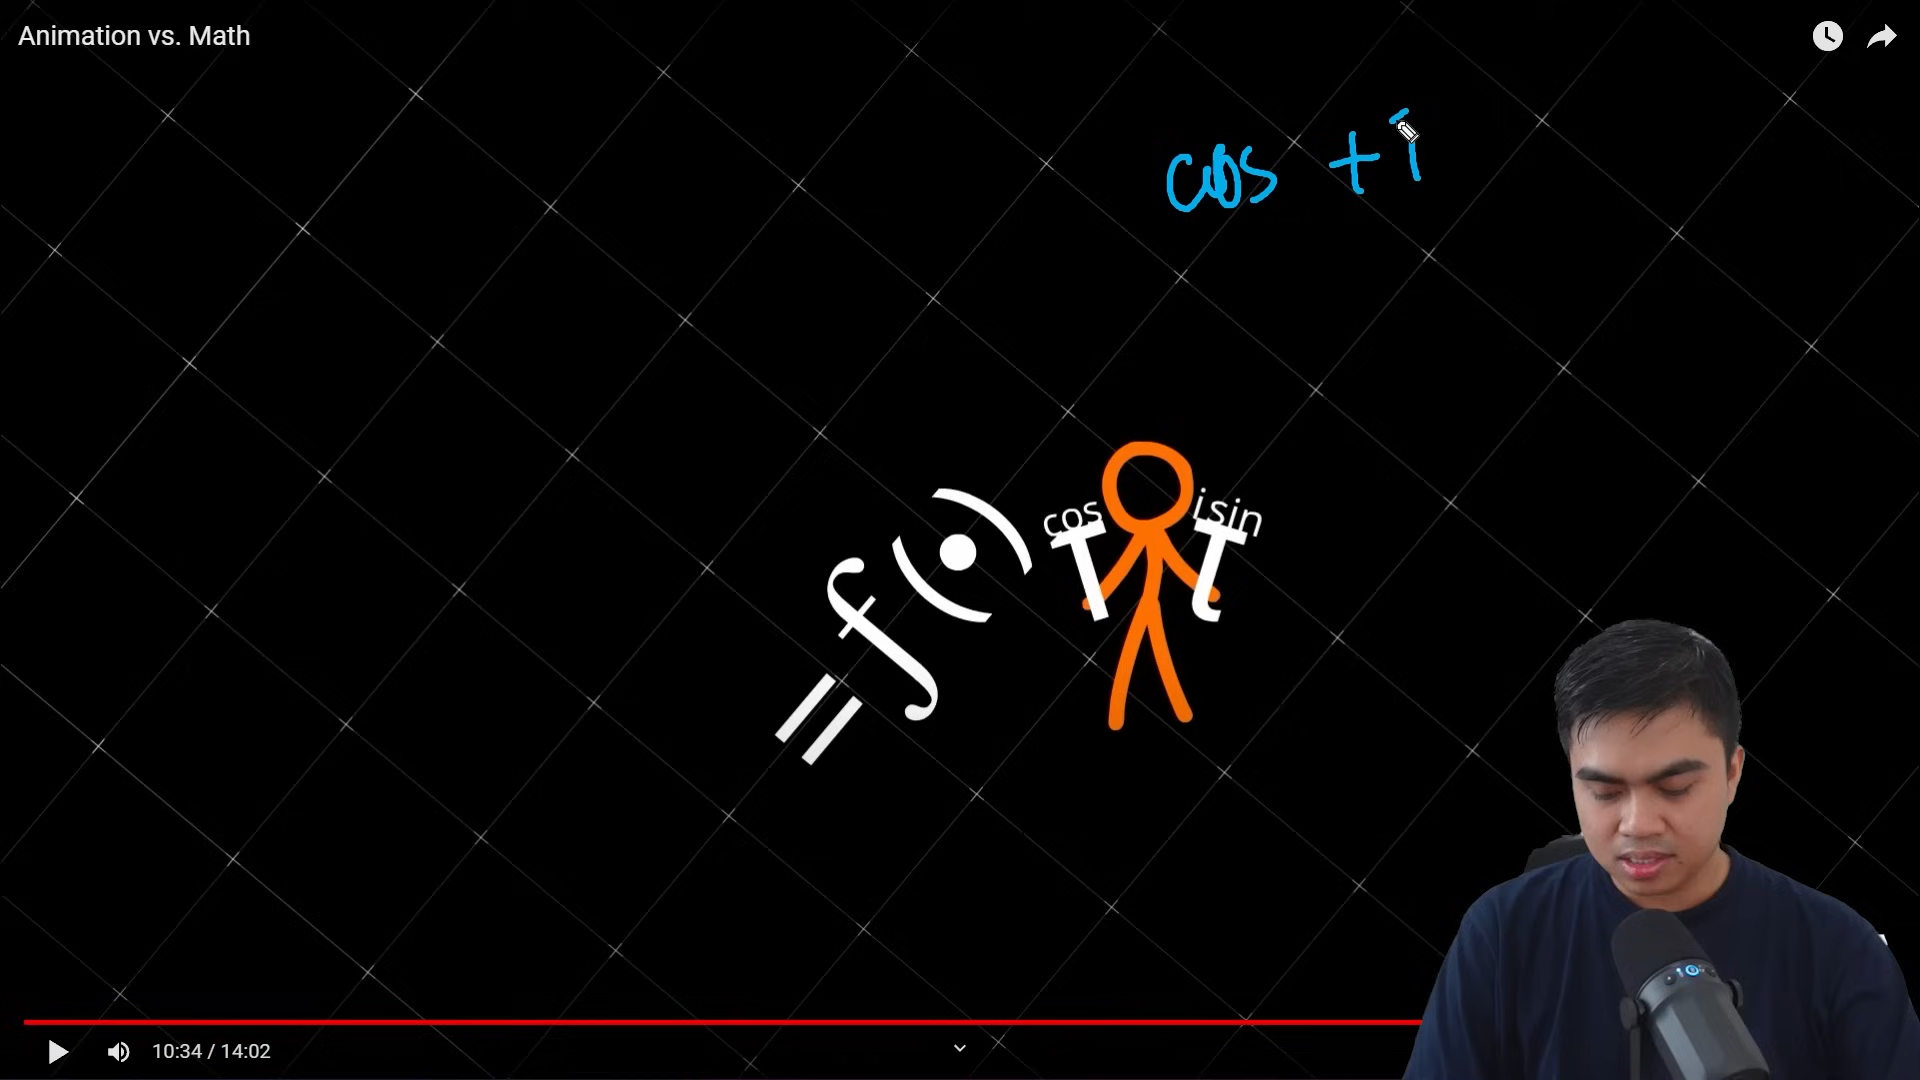 Animation vs. Math
cos + i
cos isin
= f (•) π
10:34 / 14:02